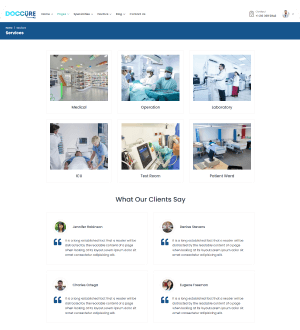 DOCCURE
Home Pages Specialities Doctors Blog Contact Us
Home / Services
Services
Medical Operation Laboratory
ICU Test Room Patient Ward
What Our Clients Say
Jennifer Robinson
It is a long established fact that a reader will be
distracted by the readable content of a page
when looking at its layout. Lorem ipsum dolor sit
amet, consectetur adipiscing elit.
Denise Stevens
It is a long established fact that a reader will be
distracted by the readable content of a page
when looking at its layout. Lorem ipsum dolor sit
amet, consectetur adipiscing elit.
Charles Ortega
It is a long established fact that a reader will be
distracted by the readable content of a page
when looking at its layout. Lorem ipsum dolor sit
amet, consectetur adipiscing elit.
Eugene Freeman
It is a long established fact that a reader will be
distracted by the readable content of a page
when looking at its layout. Lorem ipsum dolor sit
amet, consectetur adipiscing elit.